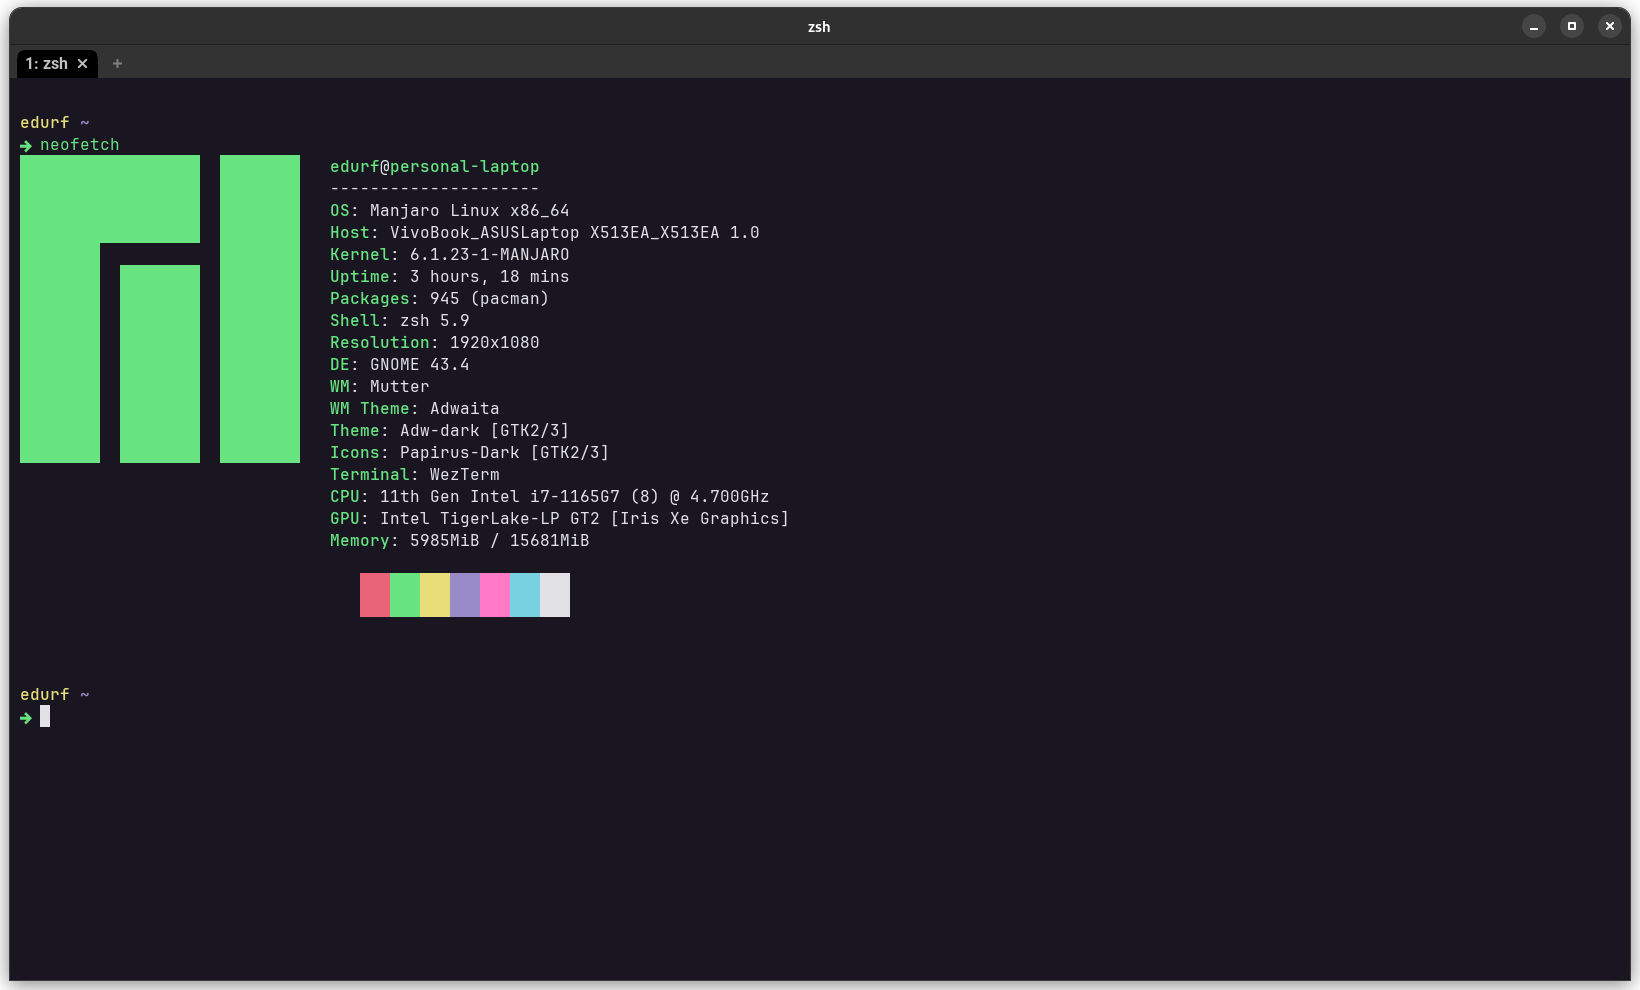 zsh
1: zsh × +
edurf ~
➜ neofetch
edurf@personal-laptop
---------------------
OS: Manjaro Linux x86_64
Host: VivoBook_ASUSLaptop X513EA_X513EA 1.0
Kernel: 6.1.23-1-MANJARO
Uptime: 3 hours, 18 mins
Packages: 945 (pacman)
Shell: zsh 5.9
Resolution: 1920x1080
DE: GNOME 43.4
WM: Mutter
WM Theme: Adwaita
Theme: Adw-dark [GTK2/3]
Icons: Papirus-Dark [GTK2/3]
Terminal: WezTerm
CPU: 11th Gen Intel i7-1165G7 (8) @ 4.700GHz
GPU: Intel TigerLake-LP GT2 [Iris Xe Graphics]
Memory: 5985MiB / 15681MiB
edurf ~
➜